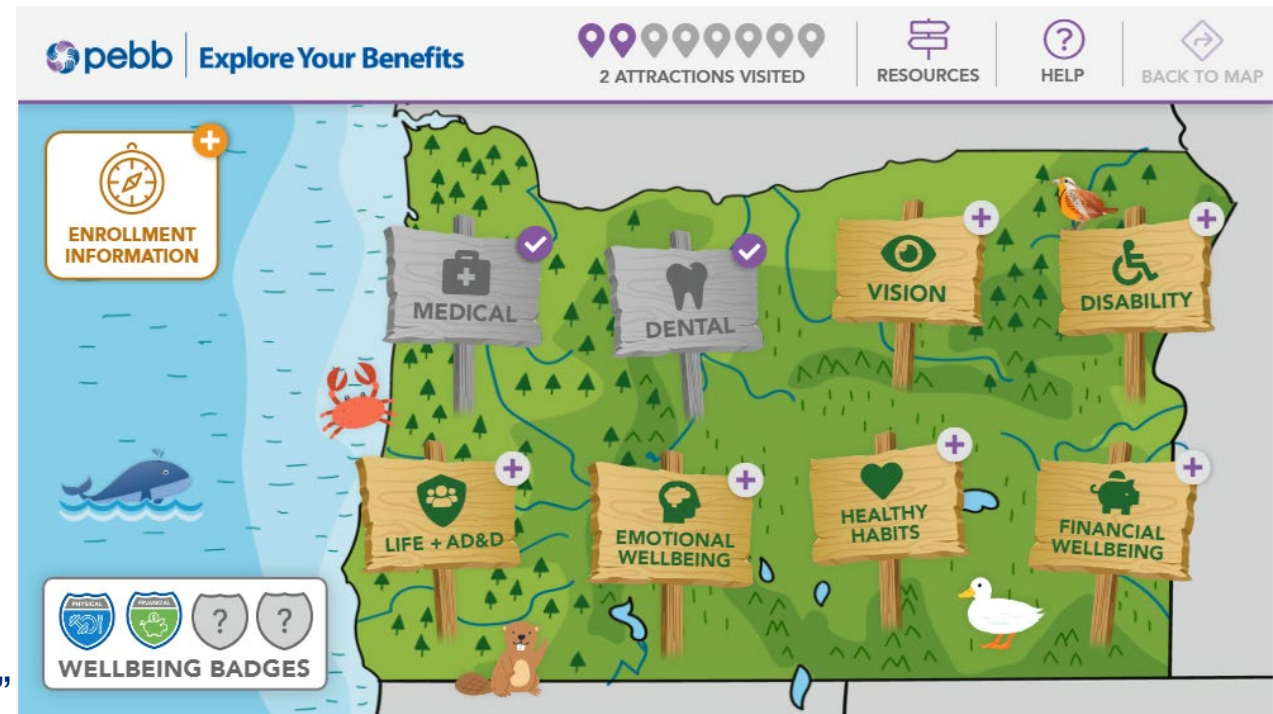 pebb
Explore Your Benefits
2 ATTRACTIONS VISITED
RESOURCES
?
HELP
BACK TO MAP
ENROLLMENT
INFORMATION
MEDICAL
DENTAL
VISION
DISABILITY
LIFE + AD&D
EMOTIONAL
WELLBEING
HEALTHY
HABITS
FINANCIAL
WELLBEING
PHYSICAL
FINANCIAL
?
?
WELLBEING BADGES
”